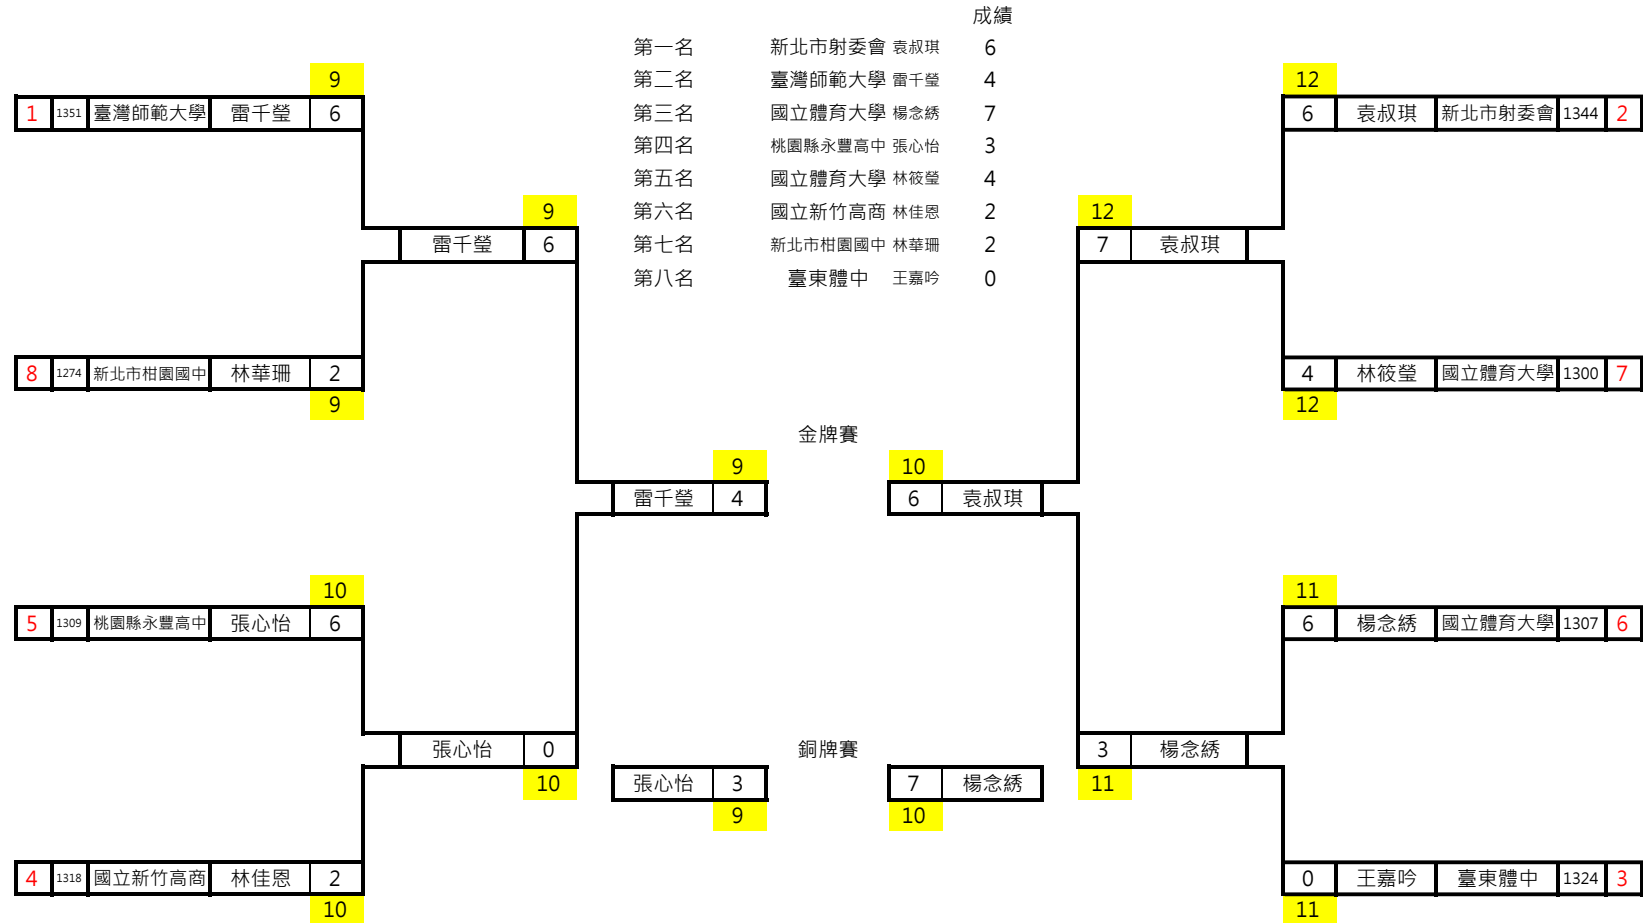 成績
第一名 新北市射委會 袁叔琪 6
第二名 臺灣師範大學 雷千瑩 4
第三名 國立體育大學 楊念綉 7
第四名 桃園縣永豐高中 張心怡 3
第五名 國立體育大學 林筱瑩 4
第六名 國立新竹高商 林佳恩 2
第七名 新北市柑園國中 林華珊 2
第八名 臺東體中 王嘉吟 0
9
1 1351 臺灣師範大學 雷千瑩 6
9
雷千瑩 6
8 1274 新北市柑園國中 林華珊 2
9
9
雷千瑩 4
10
5 1309 桃園縣永豐高中 張心怡 6
張心怡 0
10
4 1318 國立新竹高商 林佳恩 2
10
金牌賽
銅牌賽
張心怡 3
9
7 楊念綉
10
12
6 袁叔琪 新北市射委會 1344 2
12
7 袁叔琪
4 林筱瑩 國立體育大學 1300 7
12
10
6 袁叔琪
11
6 楊念綉 國立體育大學 1307 6
3 楊念綉
11
0 王嘉吟 臺東體中 1324 3
11